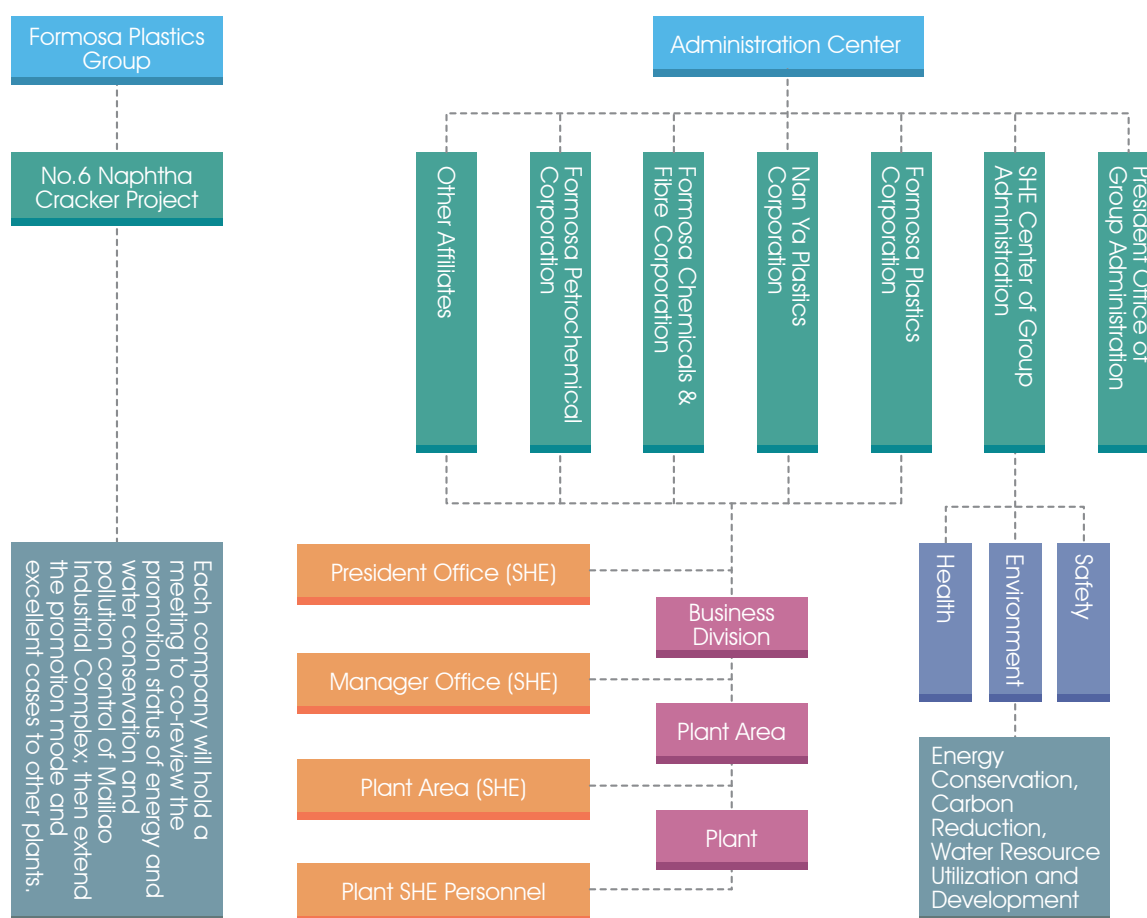 Formosa Plastics
Group
No.6 Naphtha
Cracker Project
Each company will hold a
meeting to co-review the
promotion status of energy and
water conservation and
pollution control of Mailiao
Industrial Complex; then extend
the promotion mode and
excellent cases to other plants.
Administration Center
Other Affiliates
Formosa Petrochemical
Corporation
Formosa Chemicals &
Fibre Corporation
Nan Ya Plastics
Corporation
Formosa Plastics
Corporation
SHE Center of Group
Administration
President Office of
Group Administration
President Office (SHE)
Business
Division
Manager Office (SHE)
Plant Area
Plant Area (SHE)
Plant
Plant SHE Personnel
Health
Environment
Safety
Energy
Conservation,
Carbon
Reduction,
Water Resource
Utilization and
Development